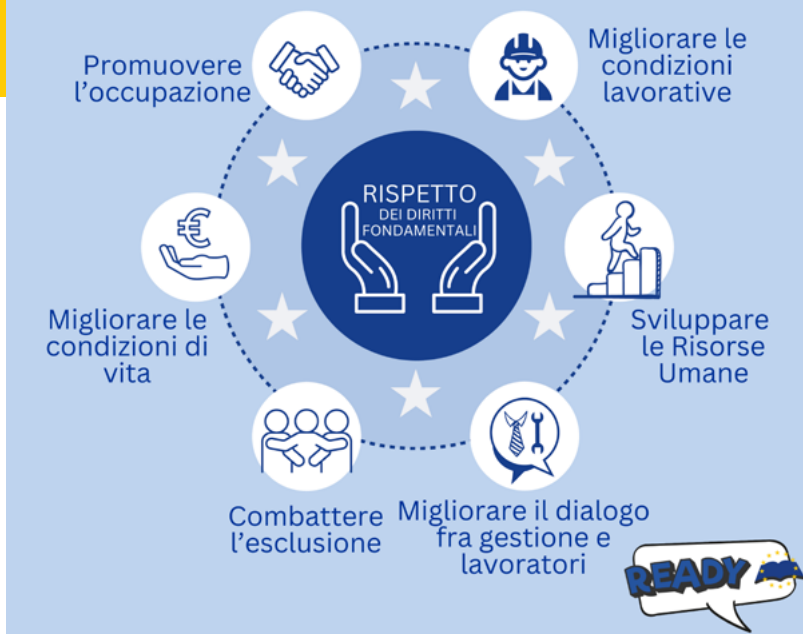 Promuovere
l’occupazione
Migliorare le
condizioni
lavorative
RISPETTO
DEI DIRITTI
FONDAMENTALI
€
Migliorare le
condizioni di
vita
Sviluppare
le Risorse
Umane
Combattere
l’esclusione
Migliorare il dialogo
fra gestione e
lavoratori
READY